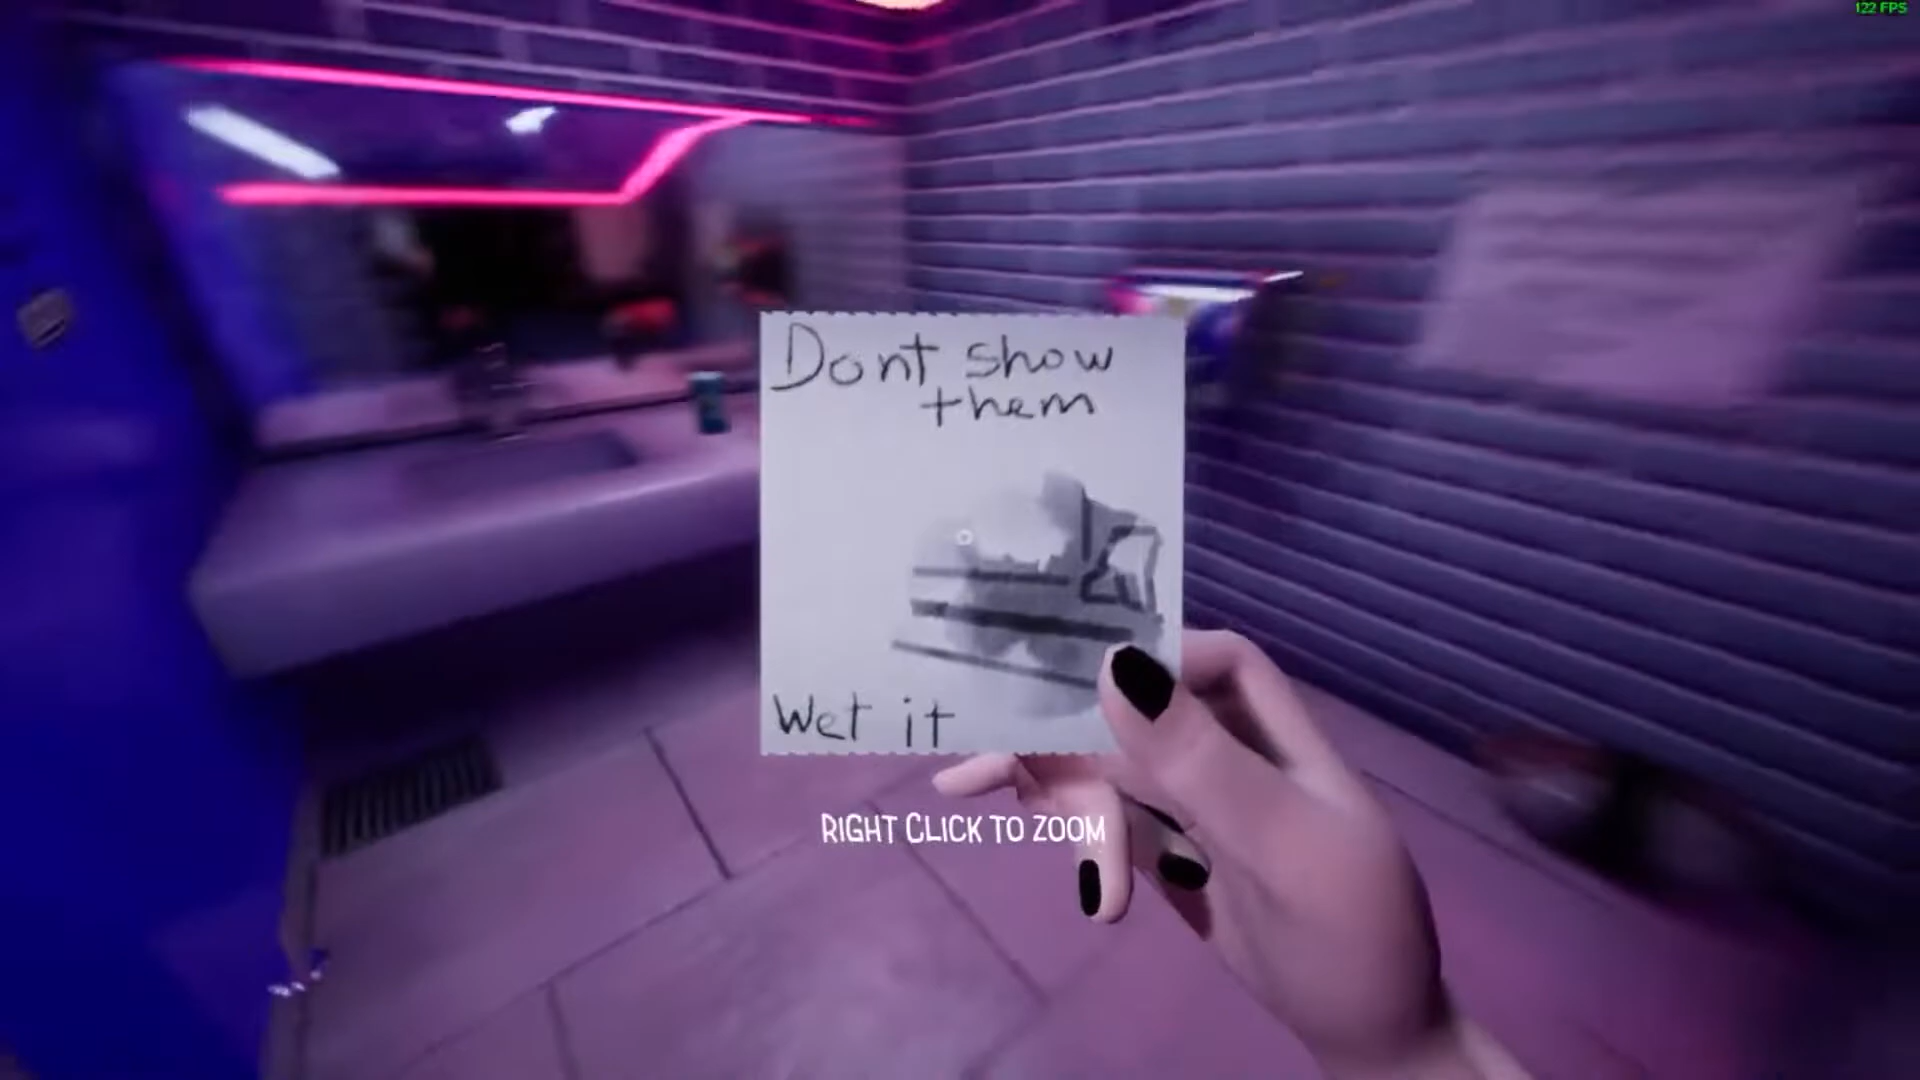 122 FPS
Dont show
them
Wet it
RIGHT CLICK TO ZOOM